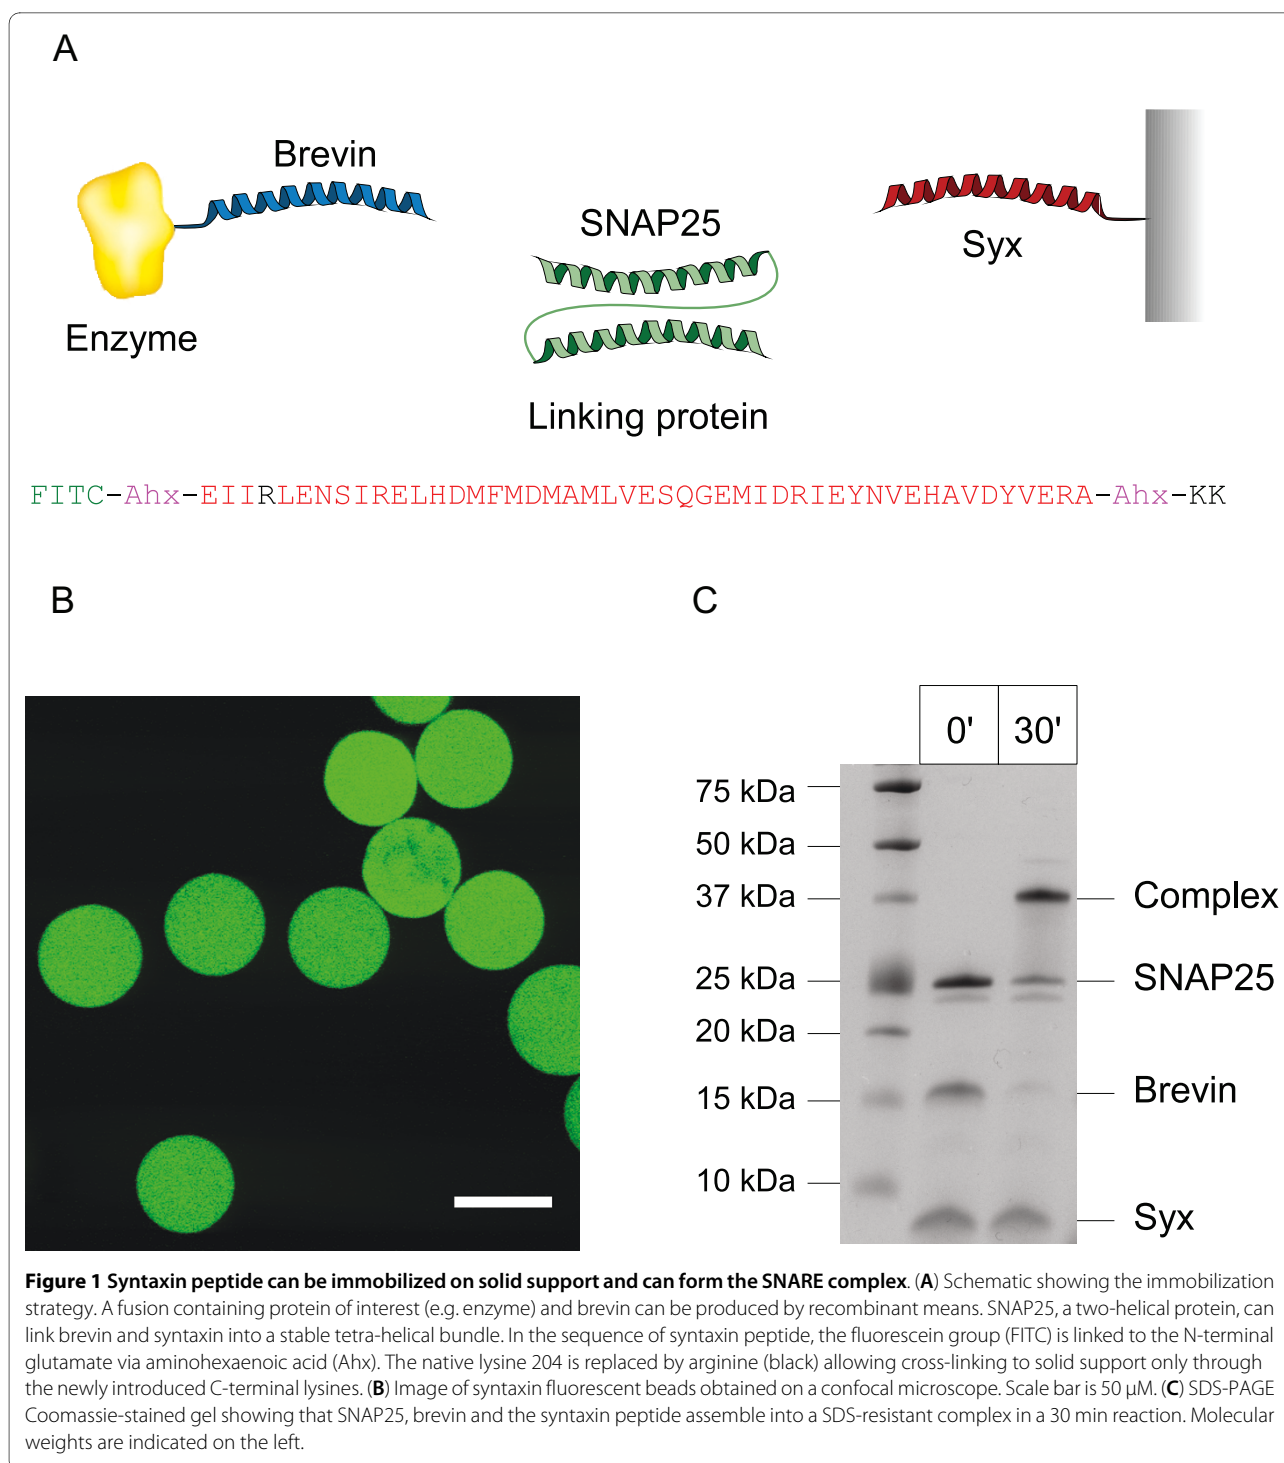 A
Brevin
SNAP25
Syx
Enzyme
Linking protein
FITC-Ahx-EIIRLENSIRELHDMFMDMAMLVESQGEMIDRIEYNVEHAVDYVERA-Ahx-KK
B
C
0' 30'
75 kDa
50 kDa
37 kDa Complex
25 kDa SNAP25
20 kDa
15 kDa Brevin
10 kDa
Syx
Figure 1 Syntaxin peptide can be immobilized on solid support and can form the SNARE complex. (A) Schematic showing the immobilization
strategy. A fusion containing protein of interest (e.g. enzyme) and brevin can be produced by recombinant means. SNAP25, a two-helical protein, can
link brevin and syntaxin into a stable tetra-helical bundle. In the sequence of syntaxin peptide, the fluorescein group (FITC) is linked to the N-terminal
glutamate via aminohexaenoic acid (Ahx). The native lysine 204 is replaced by arginine (black) allowing cross-linking to solid support only through
the newly introduced C-terminal lysines. (B) Image of syntaxin fluorescent beads obtained on a confocal microscope. Scale bar is 50 μM. (C) SDS-PAGE
Coomassie-stained gel showing that SNAP25, brevin and the syntaxin peptide assemble into a SDS-resistant complex in a 30 min reaction. Molecular
weights are indicated on the left.